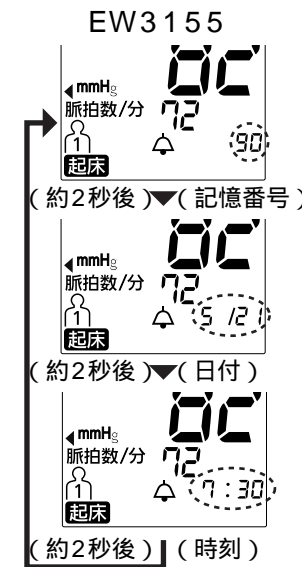 EW3155
mmHg
脈拍数/分 72
1
90
起床
(約2秒後)▼(記憶番号)
mmHg
脈拍数/分 72
1
5/21
起床
(約2秒後)▼(日付)
mmHg
脈拍数/分 72
1
7:30
起床
(約2秒後) (時刻)